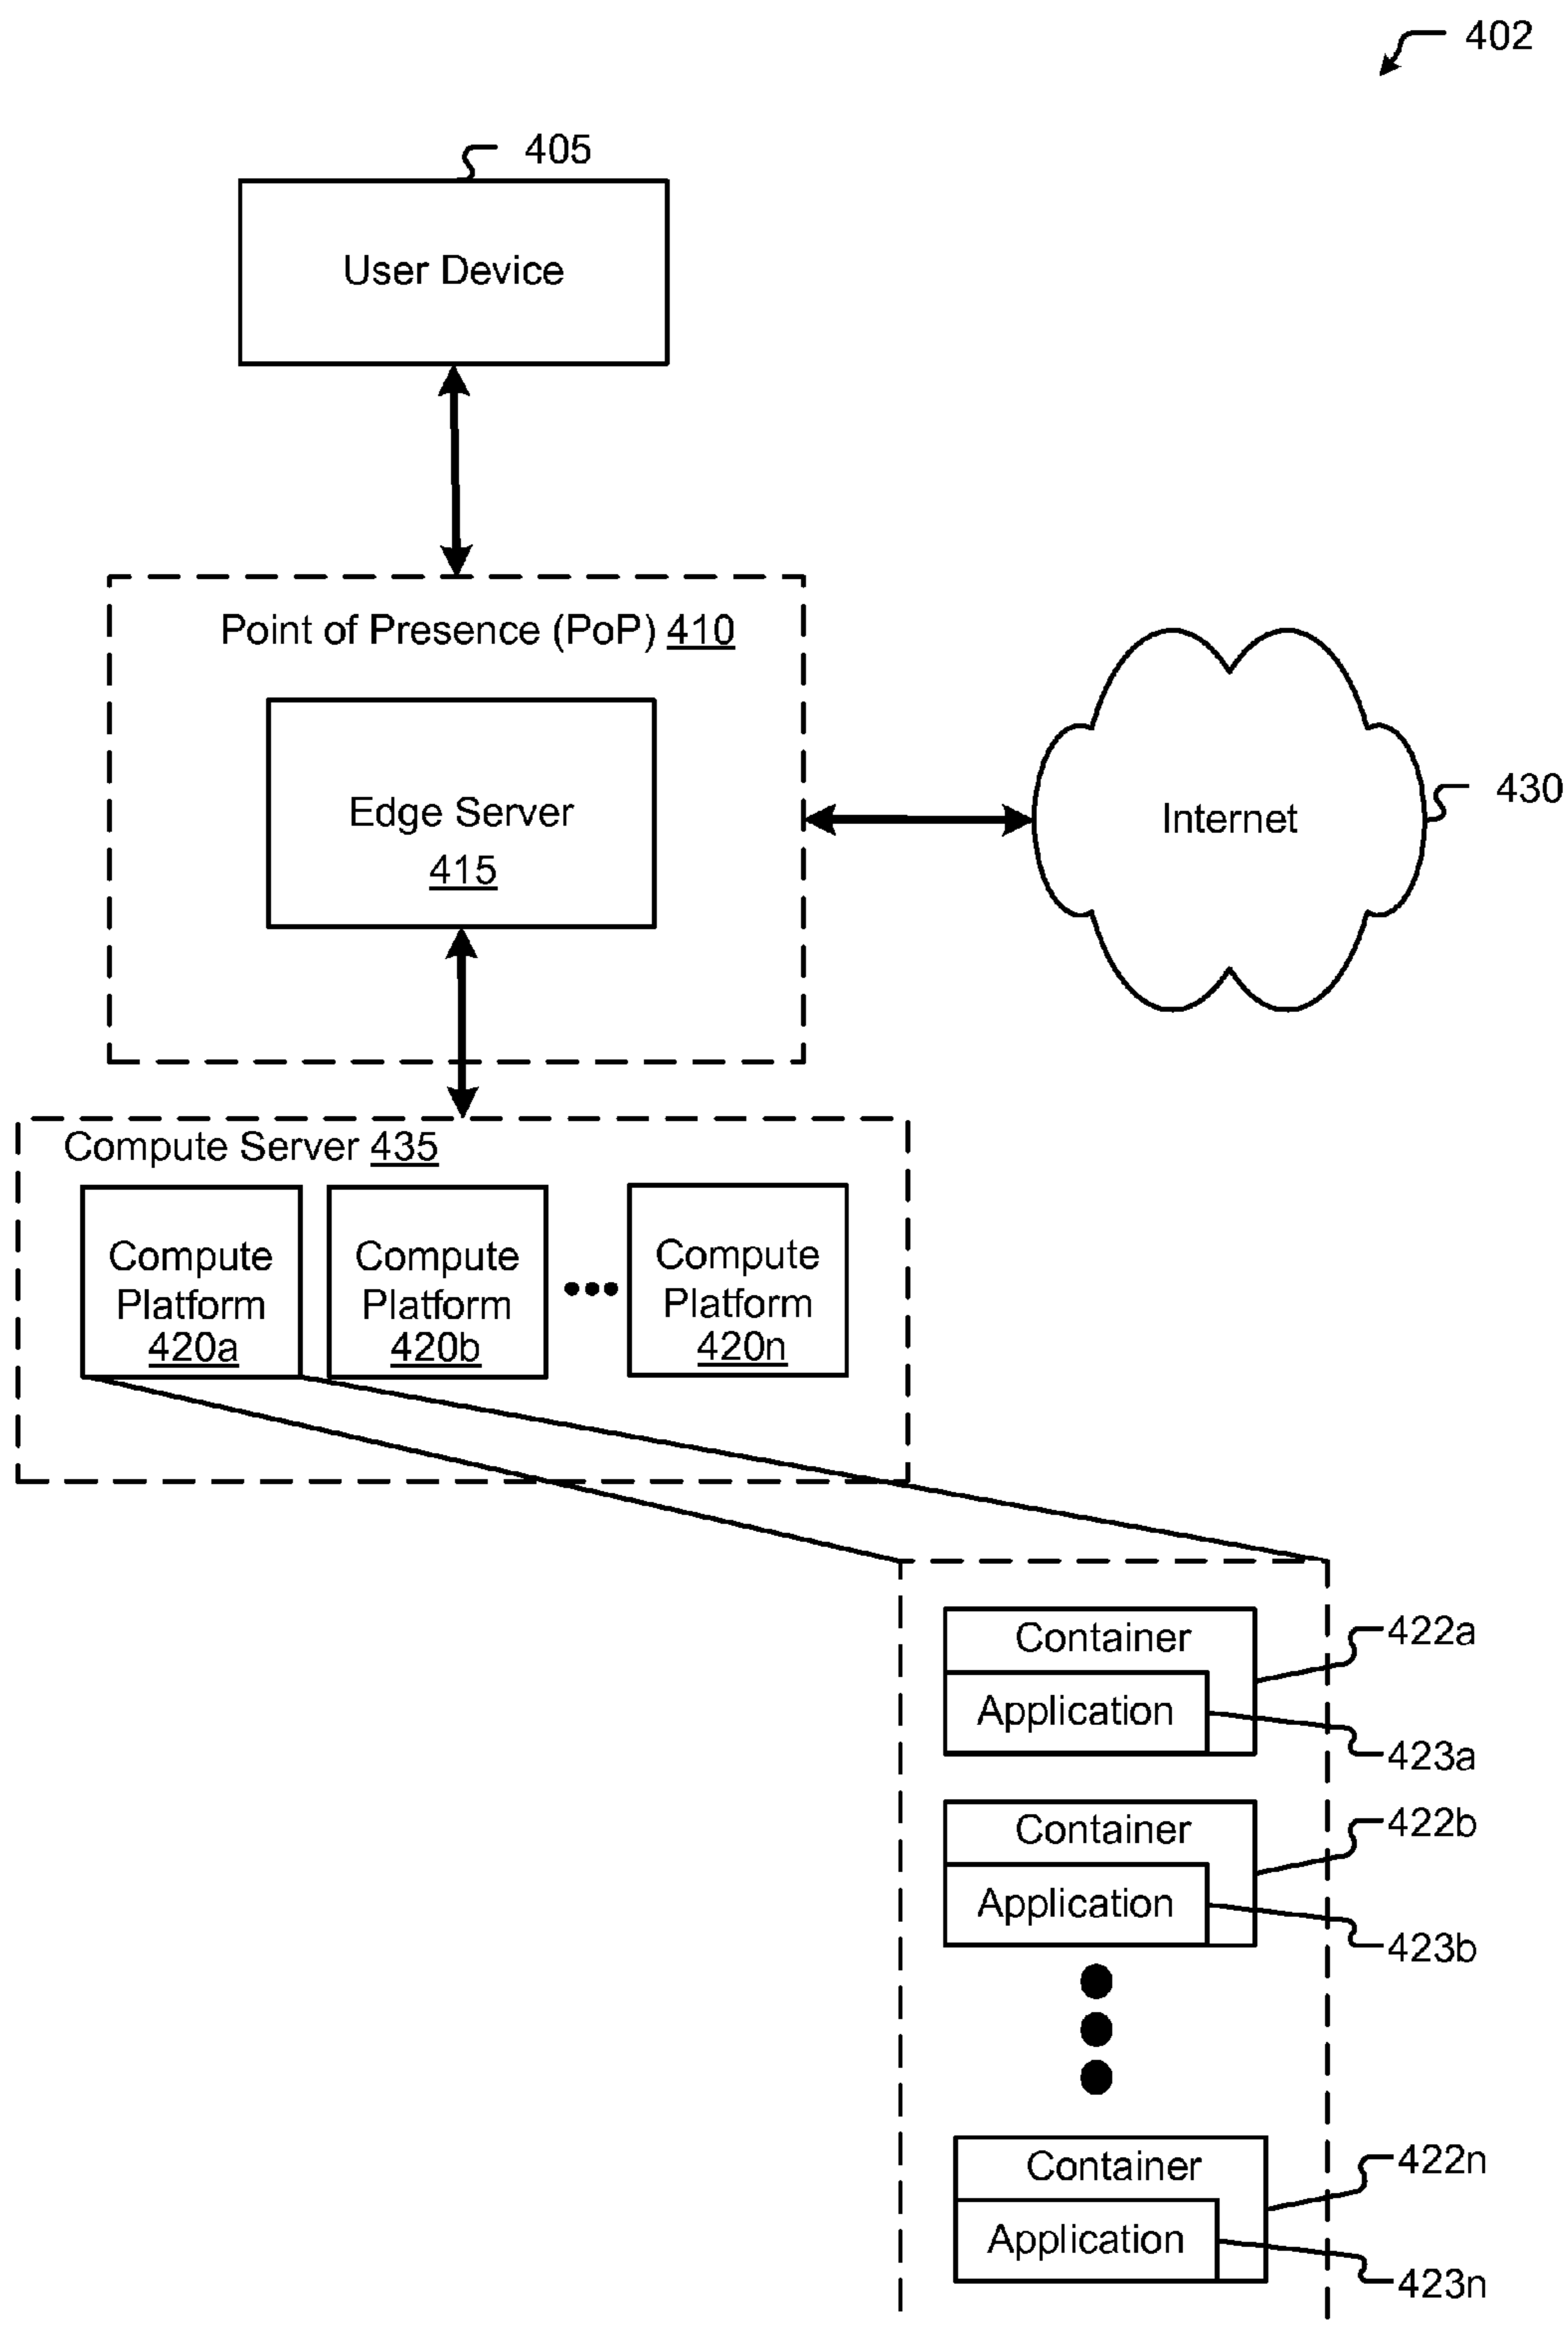 402
405
User Device
Point of Presence (PoP) 410
Edge Server
415
Internet
430
Compute Server 435
Compute
Platform
420a
Compute
Platform
420b
Compute
Platform
420n
Container
422a
Application
423a
Container
422b
Application
423b
Container
422n
Application
423n